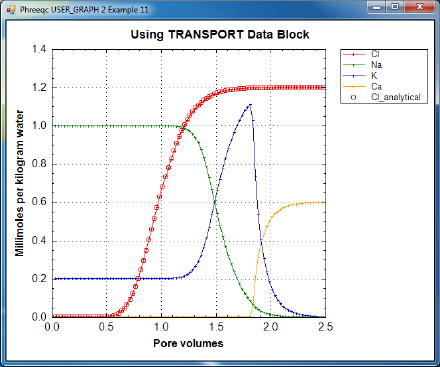 Phreeqc USER_GRAPH 2 Example 11
Using TRANSPORT Data Block
Millimoles per kilogram water
1.4
1.2
1.0
0.8
0.6
0.4
0.2
0.0
0.0 0.5 1.0 1.5 2.0 2.5
Pore volumes
Cl
Na
K
Ca
Cl_analytical